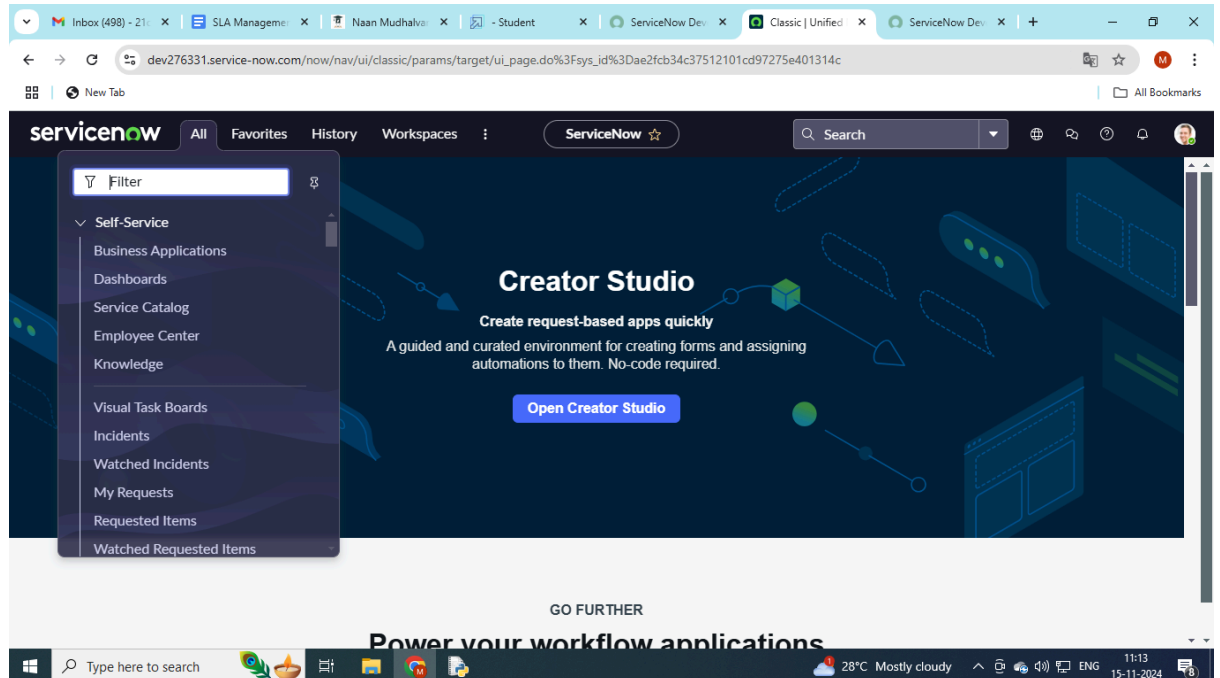 Inbox (498) - 21
SLA Managemen
Naan Mudhalva
- Student
ServiceNow Dev
Classic | Unified
ServiceNow Dev
dev276331.service-now.com/now/nav/ui/classic/params/target/ui_page.do%3Fsys_id%3Dae2fcb34c37512101cd97275e401314c
M
New Tab
All Bookmarks
servicenow
All
Favorites
History
Workspaces
ServiceNow
Search
Filter
Self-Service
Business Applications
Dashboards
Service Catalog
Employee Center
Knowledge
Visual Task Boards
Incidents
Watched Incidents
My Requests
Requested Items
Watched Requested Items
Creator Studio
Create request-based apps quickly
A guided and curated environment for creating forms and assigning
automations to them. No-code required.
Open Creator Studio
GO FURTHER
Power your workflow applications
Type here to search
28°C Mostly cloudy
ENG
11:13
15-11-2024
8